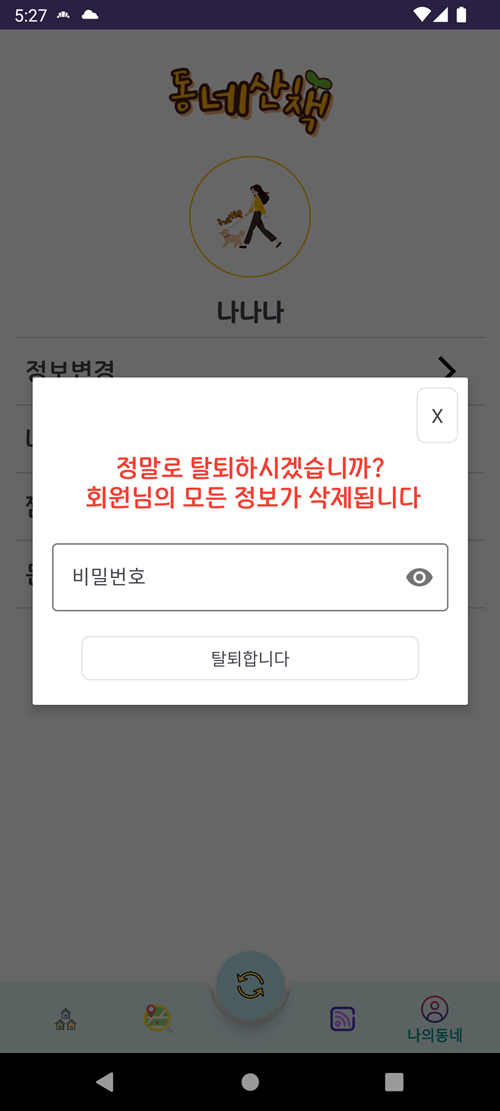 5:27
동네산책
나나나
정보변경
X
정말로 탈퇴하시겠습니까?
회원님의 모든 정보가 삭제됩니다
비밀번호
탈퇴합니다
나의동네